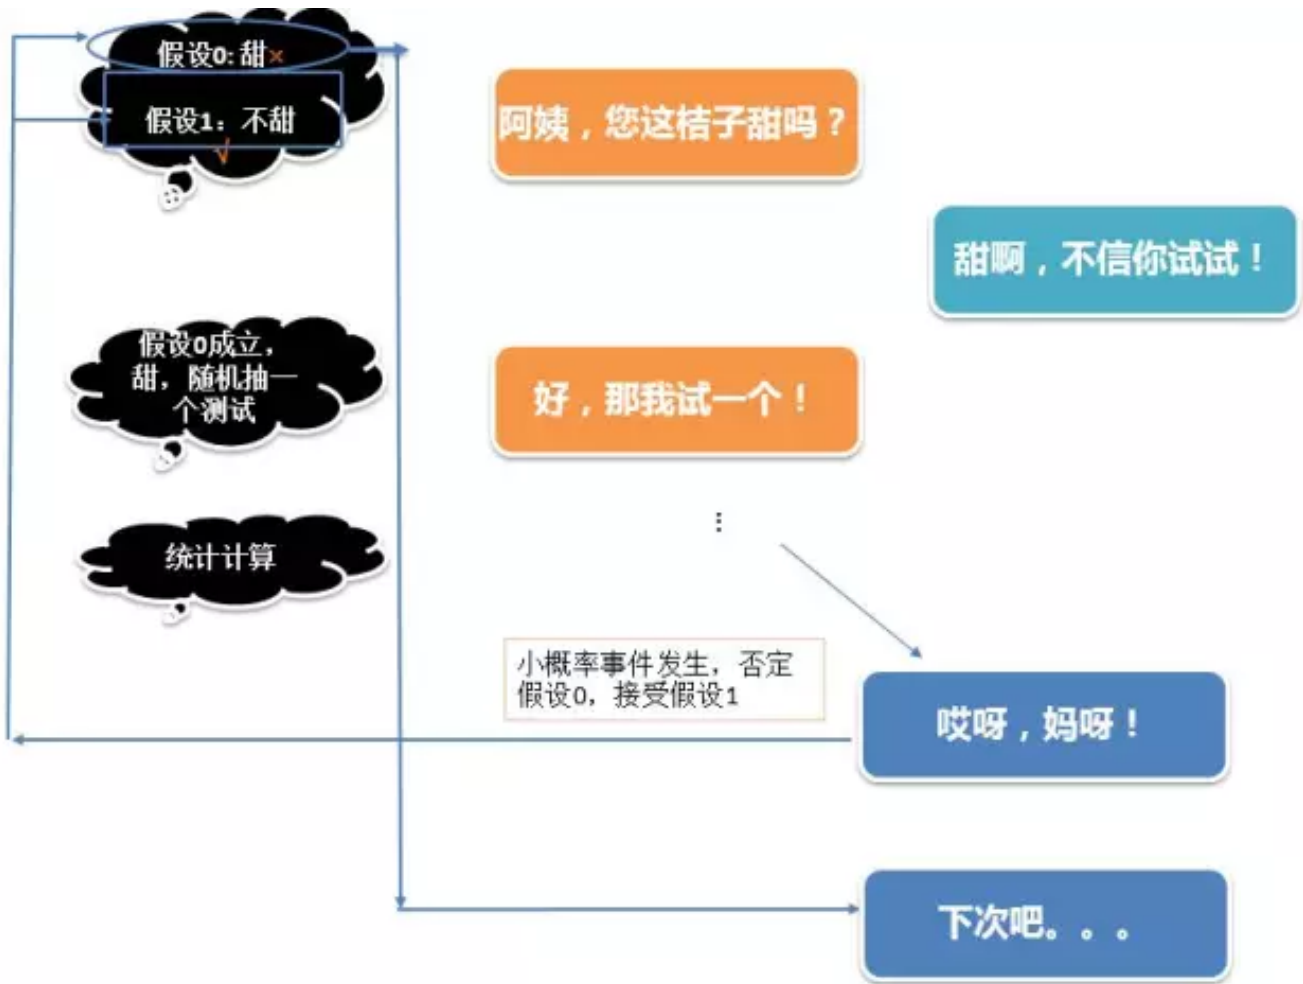 假设0: 甜×
假设1：不甜
√
阿姨，您这桔子甜吗？
甜啊，不信你试试！
假设0成立，
甜，随机抽一
个测试
好，那我试一个！
⋮
统计计算
小概率事件发生，否定
假设0，接受假设1
哎呀，妈呀！
下次吧。。。